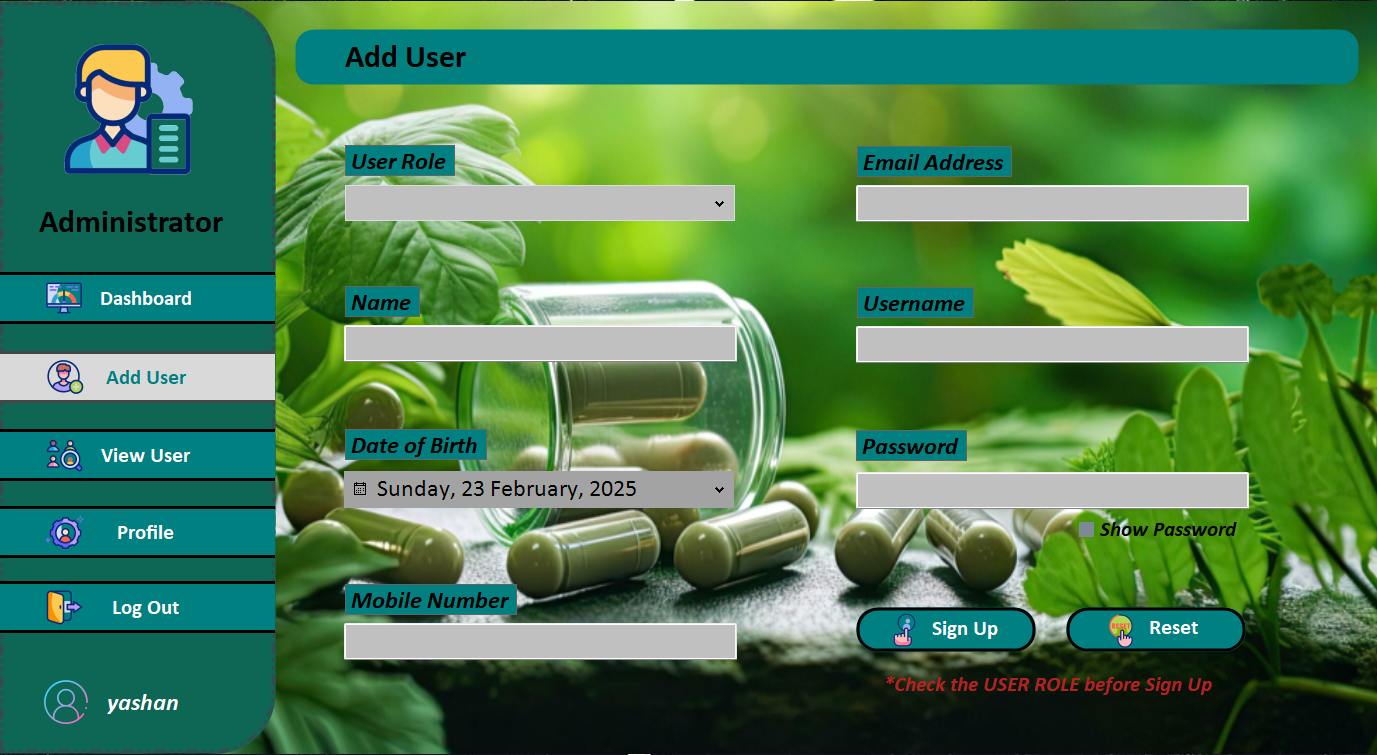 Administrator
Dashboard
Add User
View User
Profile
Log Out
yashan
Add User
User Role
Email Address
Name
Username
Date of Birth
Sunday, 23 February, 2025
Password
Show Password
Mobile Number
Sign Up
RESET
Reset
*Check the USER ROLE before Sign Up